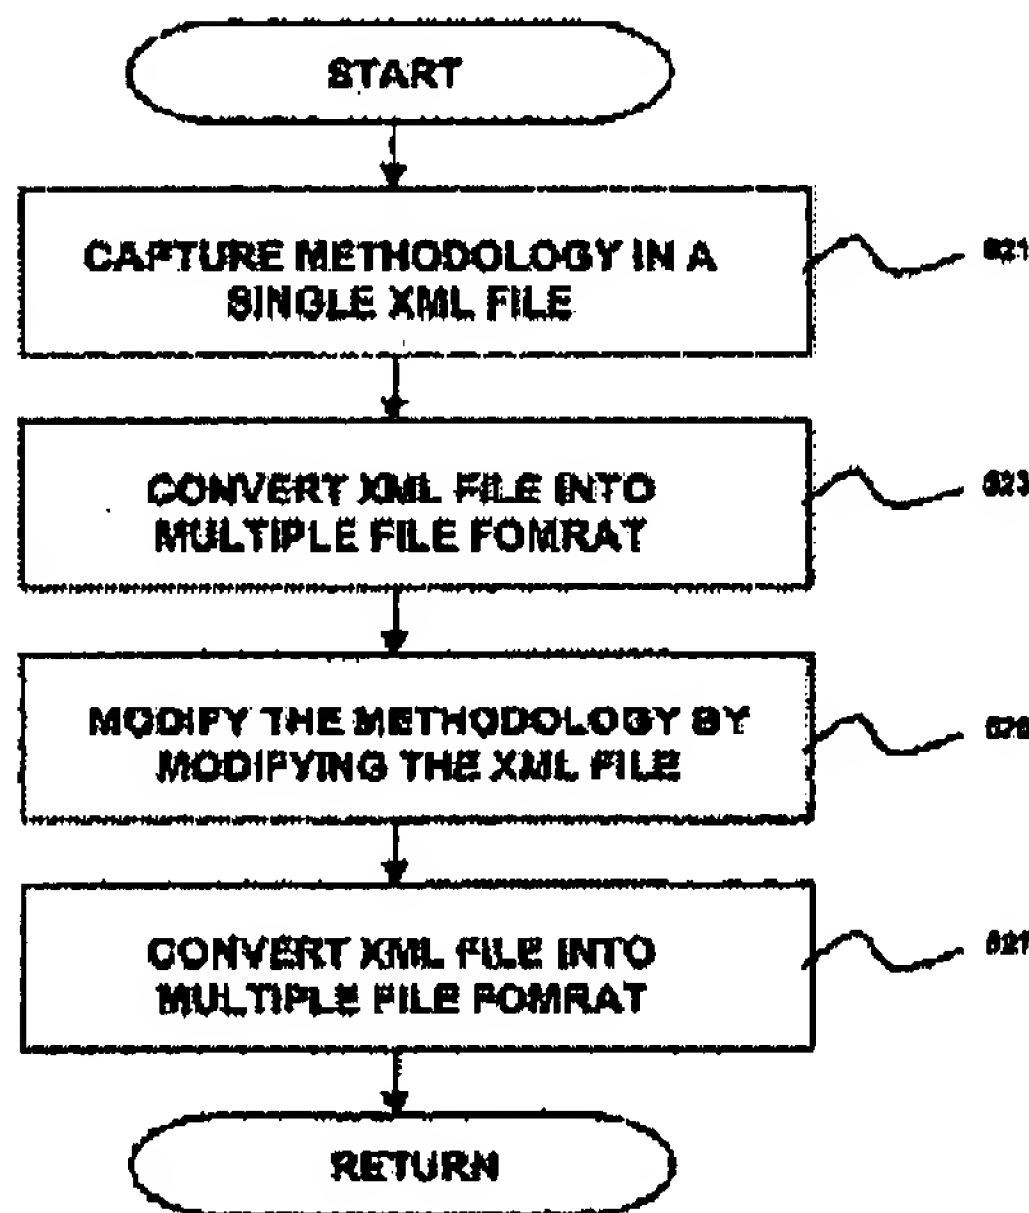 START
CAPTURE METHODOLOGY IN A
SINGLE XML FILE
CONVERT XML FILE INTO
MULTIPLE FILE FOMRAT
MODIFY THE METHODOLOGY BY
MODIFYING THE XML FILE
CONVERT XML FILE INTO
MULTIPLE FILE FOMRAT
RETURN